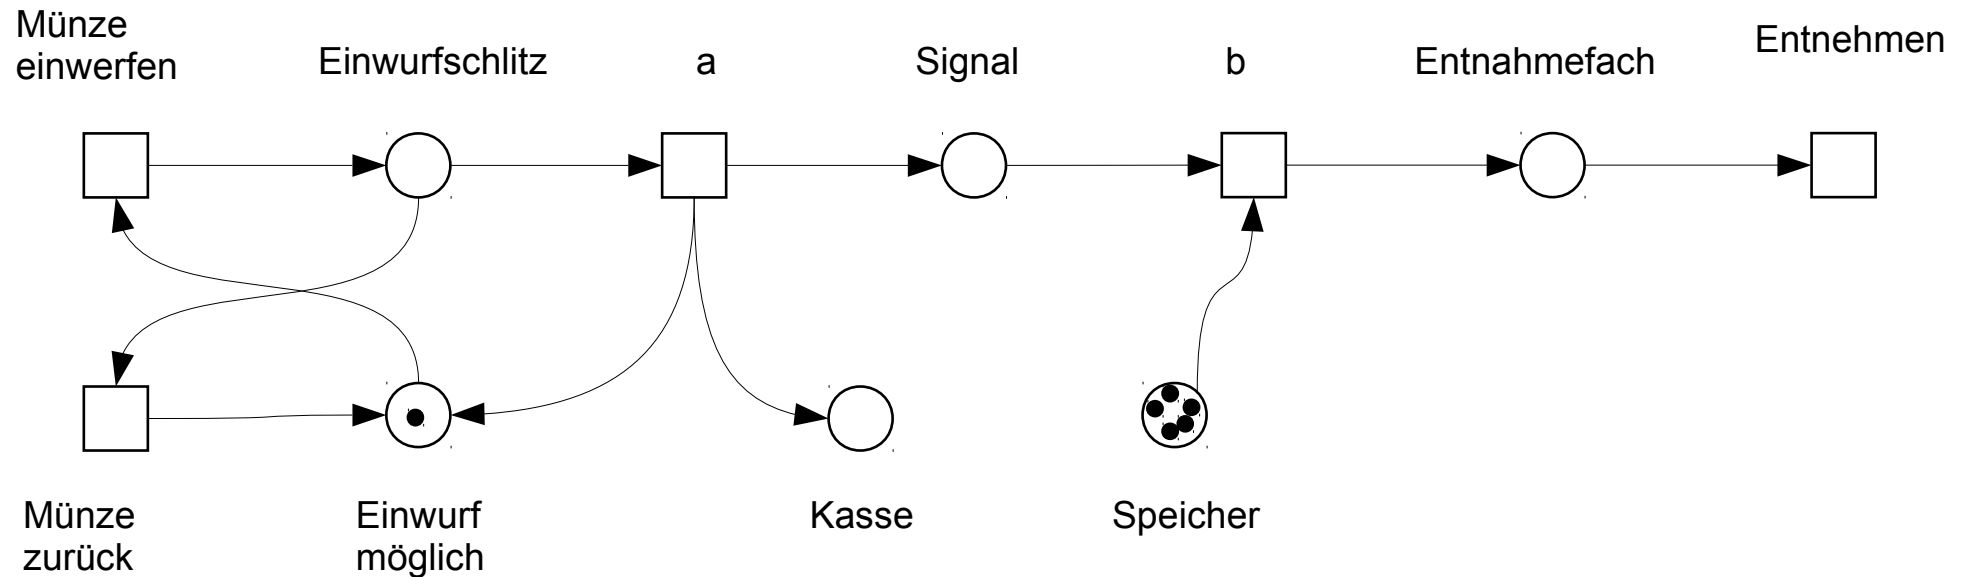 Münze
einwerfen
Einwurfschlitz
a
Signal
b
Entnahmefach
Entnehmen
Münze
zurück
Einwurf
möglich
Kasse
Speicher